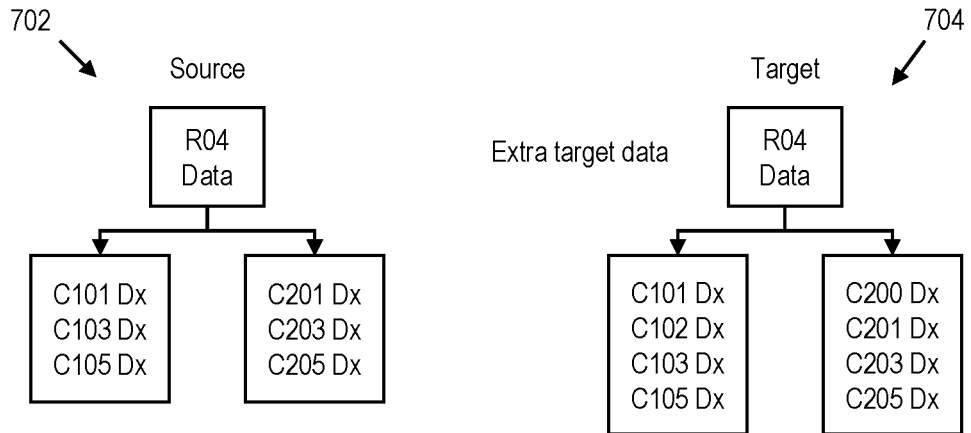 702
704
Source
Target
R04
Data
Extra target data
R04
Data
C101 Dx
C103 Dx
C105 Dx
C201 Dx
C203 Dx
C205 Dx
C101 Dx
C102 Dx
C103 Dx
C105 Dx
C200 Dx
C201 Dx
C203 Dx
C205 Dx